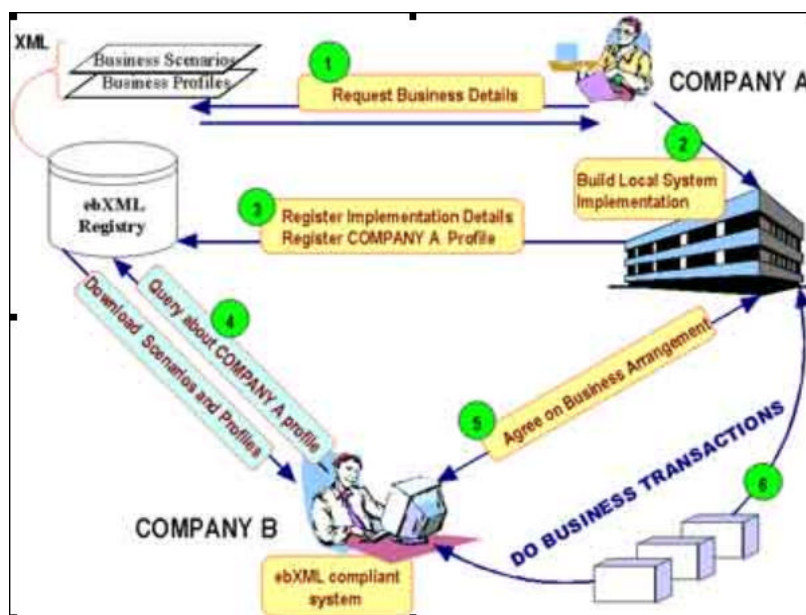 XML
Business Scenarios
Business Profiles
1
Request Business Details
COMPANY A
2
Build Local System
Implementation
ebXML
Registry
3
Register Implementation Details
Register COMPANY A Profile
4
Query about COMPANY A profile
Download Scenarios and Profiles
5
Agree on Business Arrangement
6
DO BUSINESS TRANSACTIONS
COMPANY B
ebXML compliant
system